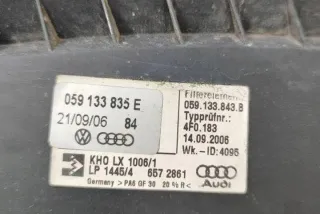 059 133 835 E
21/09/06 84
Filterelement
059.133.843.B
Typprüfnr.:
4F0.183
14.09.2006
Wk.-ID:4095
KHO LX 1006/1
LP 1445/4 657 2861
Audi
Germany >PA6 GF 30 20 % R<